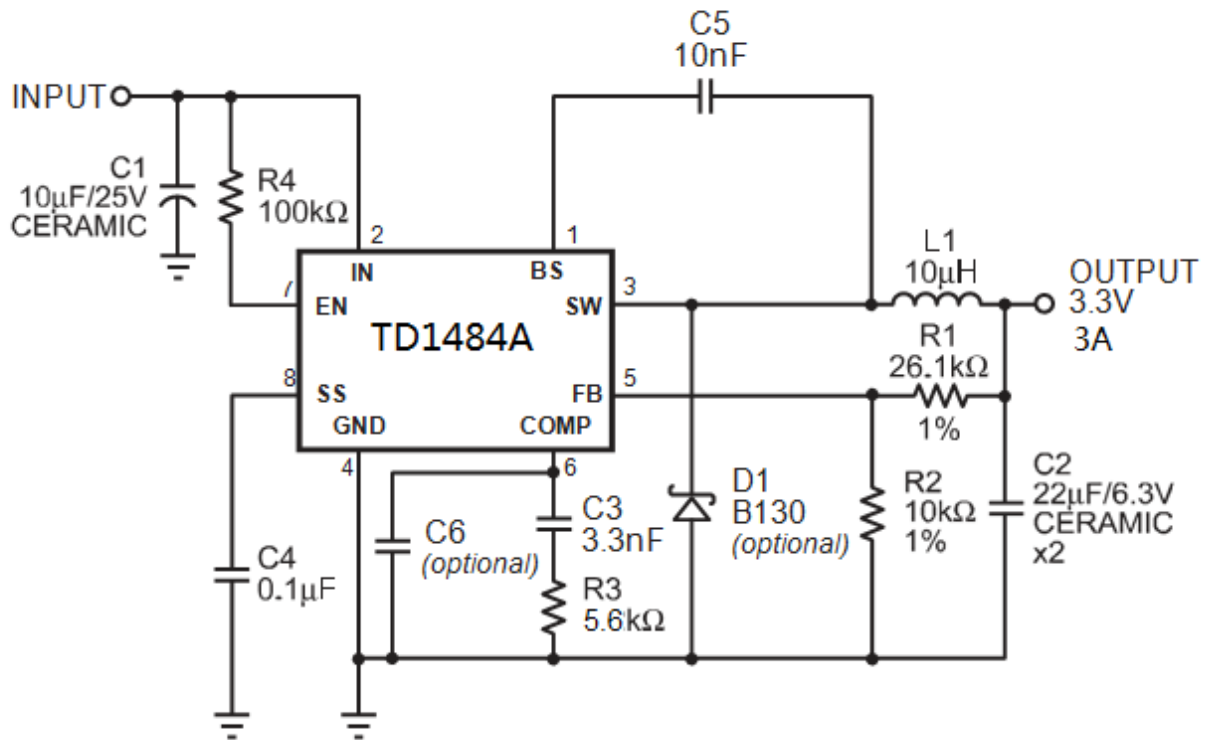 C5
10nF
INPUT
C1
10µF/25V
CERAMIC
R4
100kΩ
2
1
IN
BS
L1
10µH
OUTPUT
3.3V
3A
7
EN
3
SW
TD1484A
R1
26.1kΩ
1%
8
SS
5
FB
GND
COMP
4
6
C4
0.1µF
C6
(optional)
C3
3.3nF
R3
5.6kΩ
D1
B130
(optional)
R2
10kΩ
1%
C2
22µF/6.3V
CERAMIC
x2